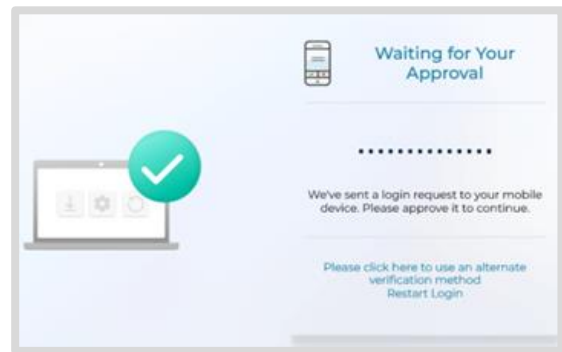 Waiting for Your
Approval
We've sent a login request to your mobile
device. Please approve it to continue.
Please click here to use an alternate
verification method
Restart Login